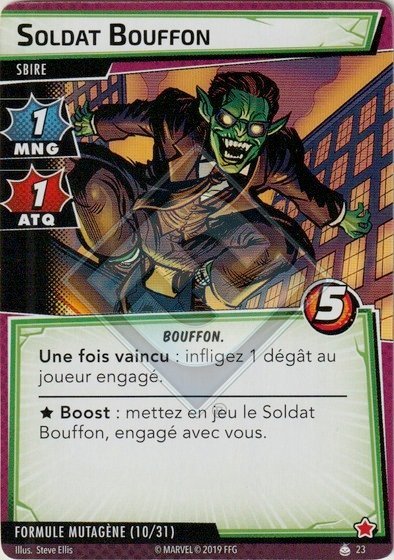 SOLDAT BOUFFON
SBIRE
1
MNG
1
ATQ
5
BOUFFON.
Une fois vaincu : infligez 1 dégât au
joueur engagé.
★ Boost : mettez en jeu le Soldat
Bouffon, engagé avec vous.
FORMULE MUTAGÈNE (10/31)
Illus. Steve Ellis
© MARVEL © 2019 FFG
23